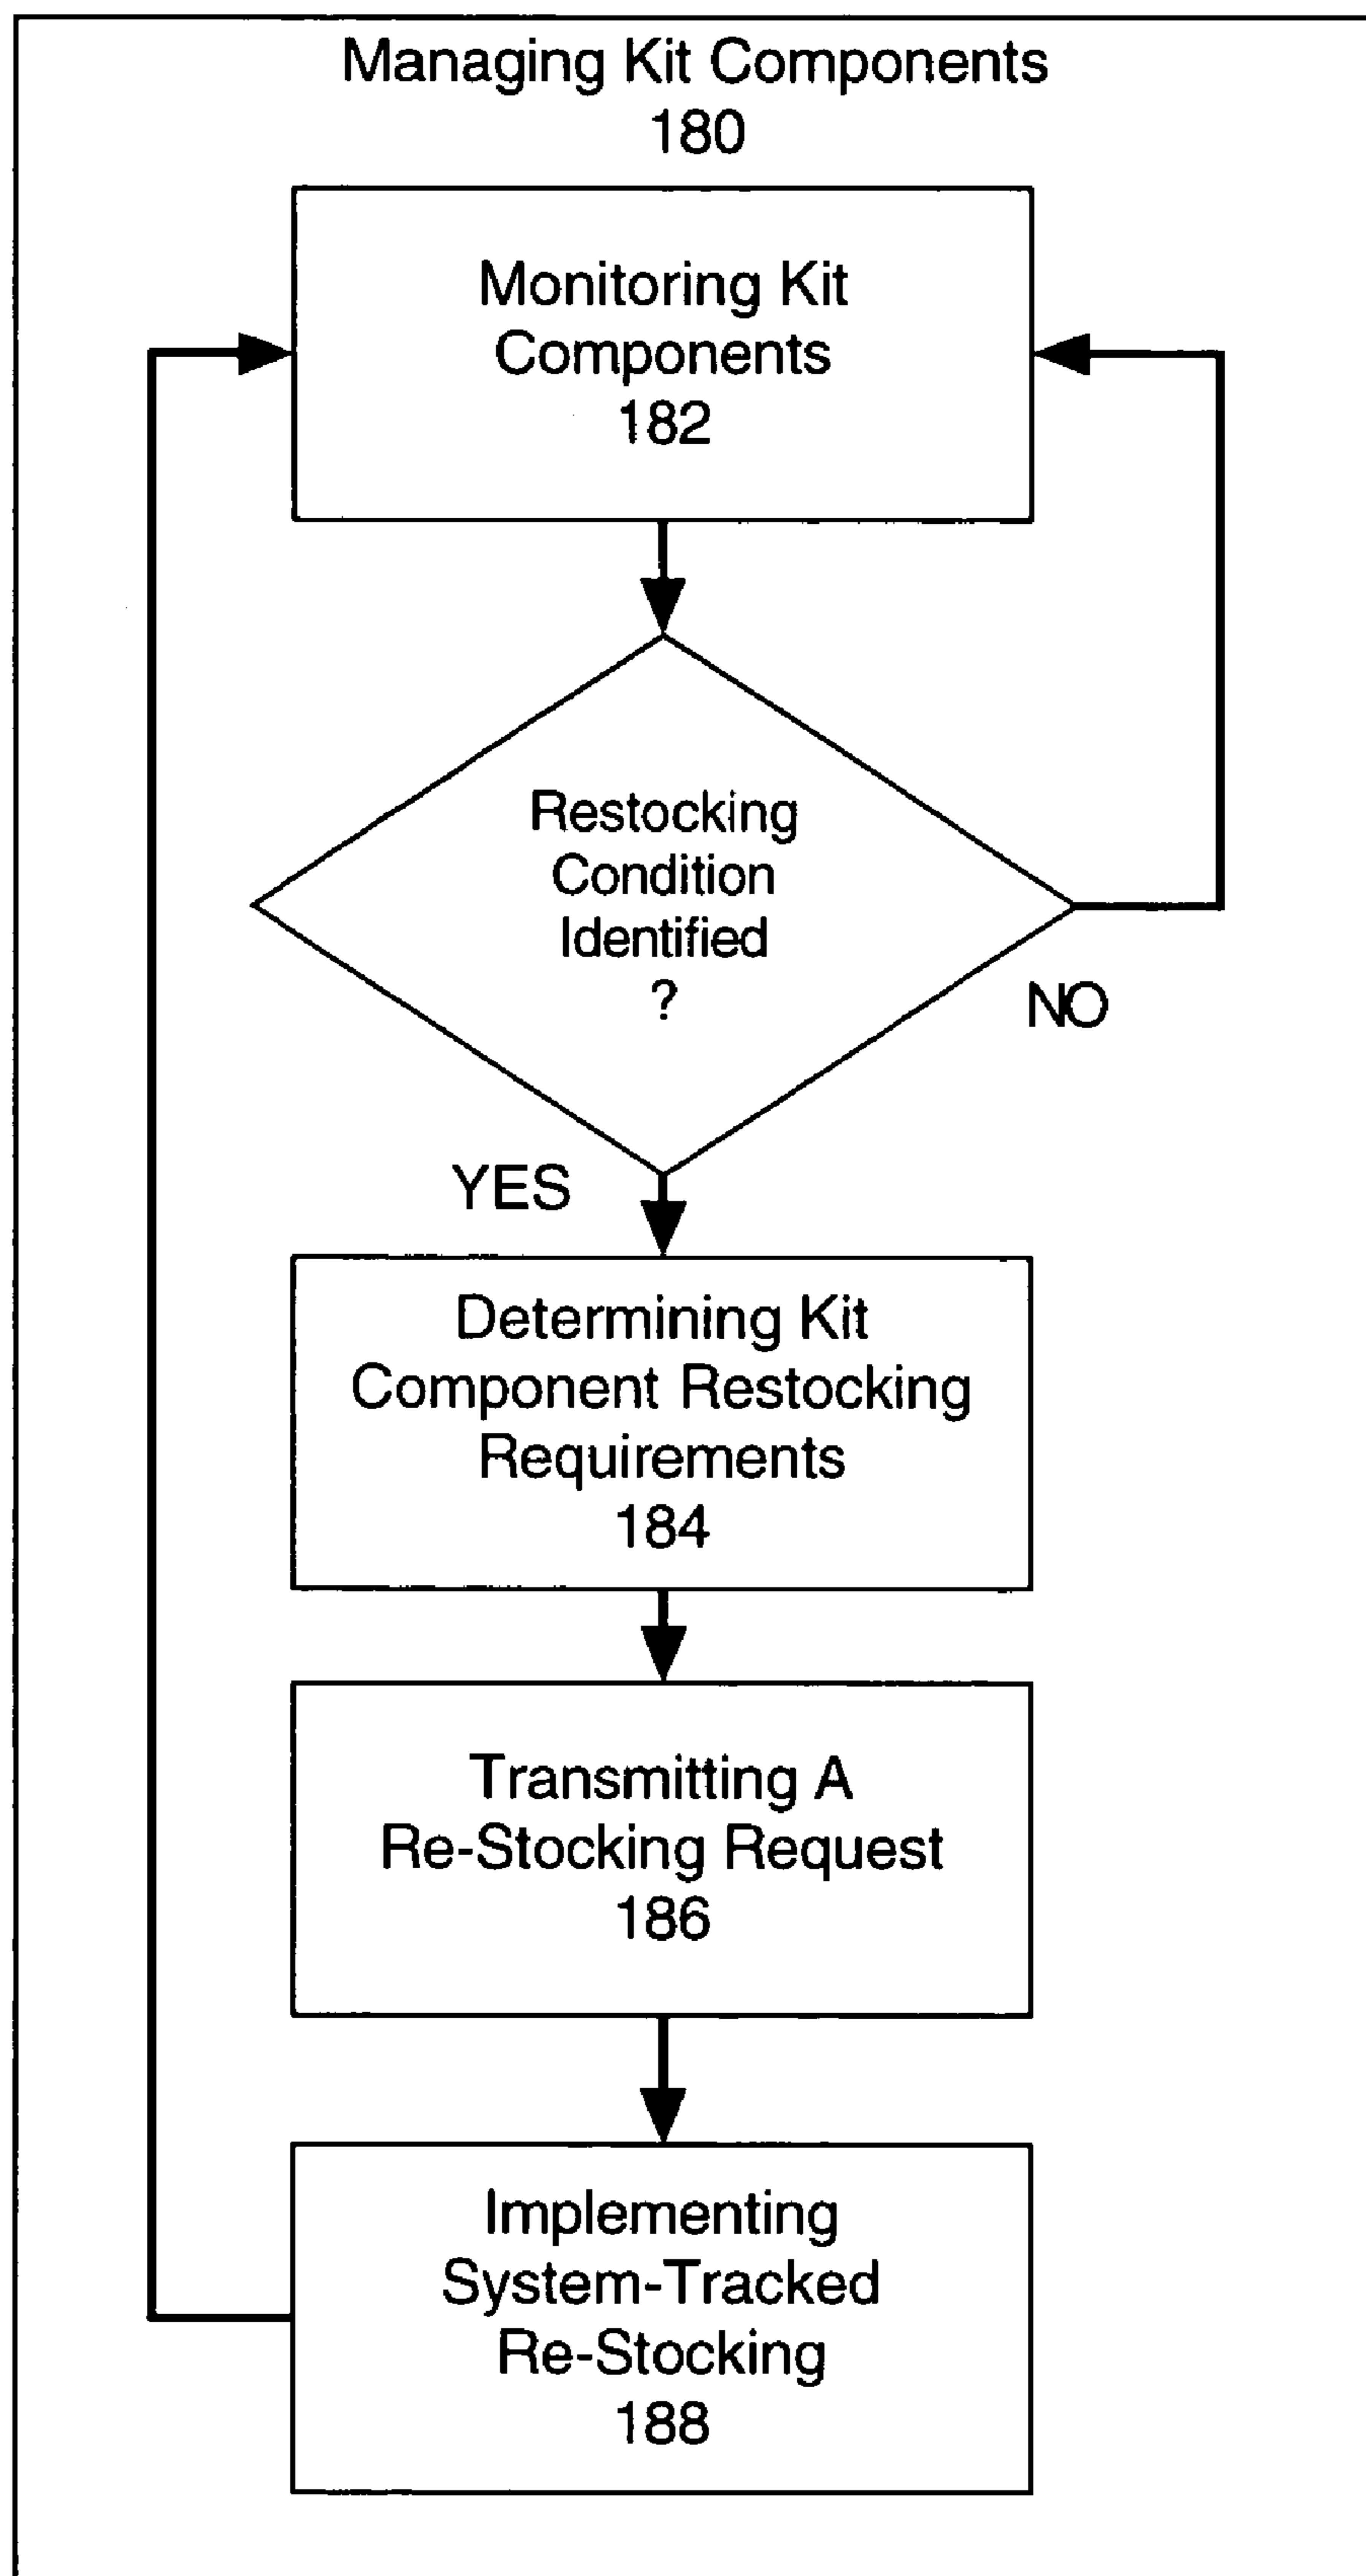 Managing Kit Components
180
Monitoring Kit
Components
182
Restocking
Condition
Identified
?
NO
YES
Determining Kit
Component Restocking
Requirements
184
Transmitting A
Re-Stocking Request
186
Implementing
System-Tracked
Re-Stocking
188